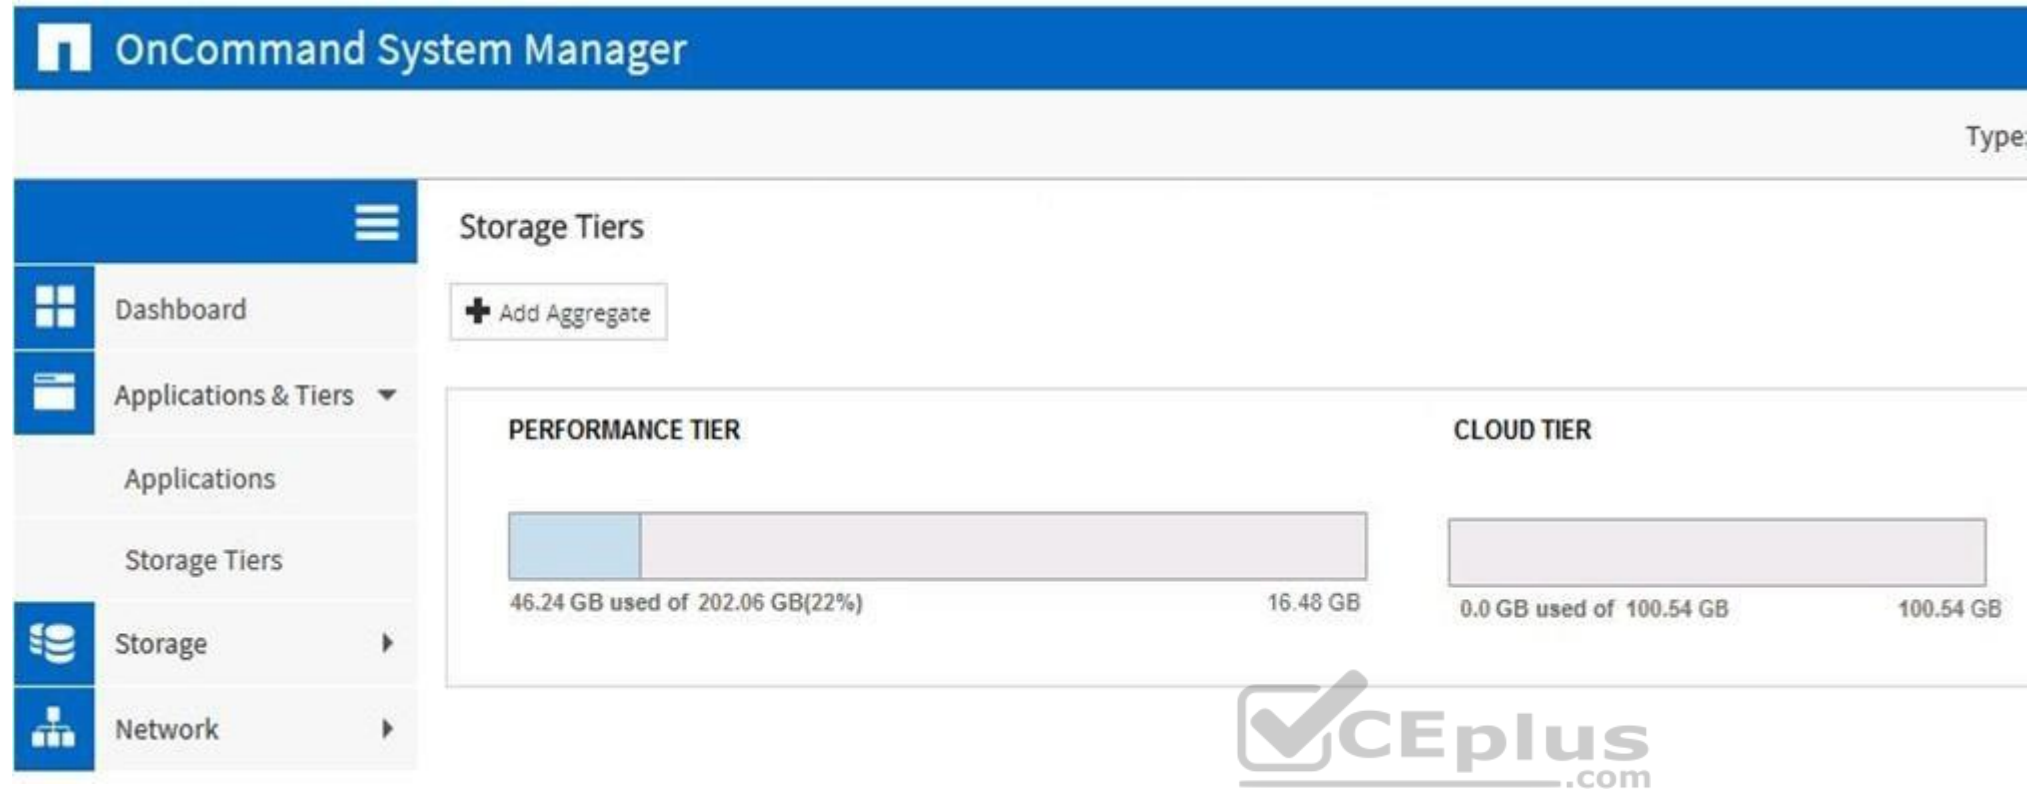 OnCommand System Manager
Type:
Storage Tiers
Add Aggregate
Dashboard
Applications & Tiers
Applications
Storage Tiers
Storage
Network
PERFORMANCE TIER
46.24 GB used of 202.06 GB(22%)
16.48 GB
CLOUD TIER
0.0 GB used of 100.54 GB
100.54 GB
CEplus
.com